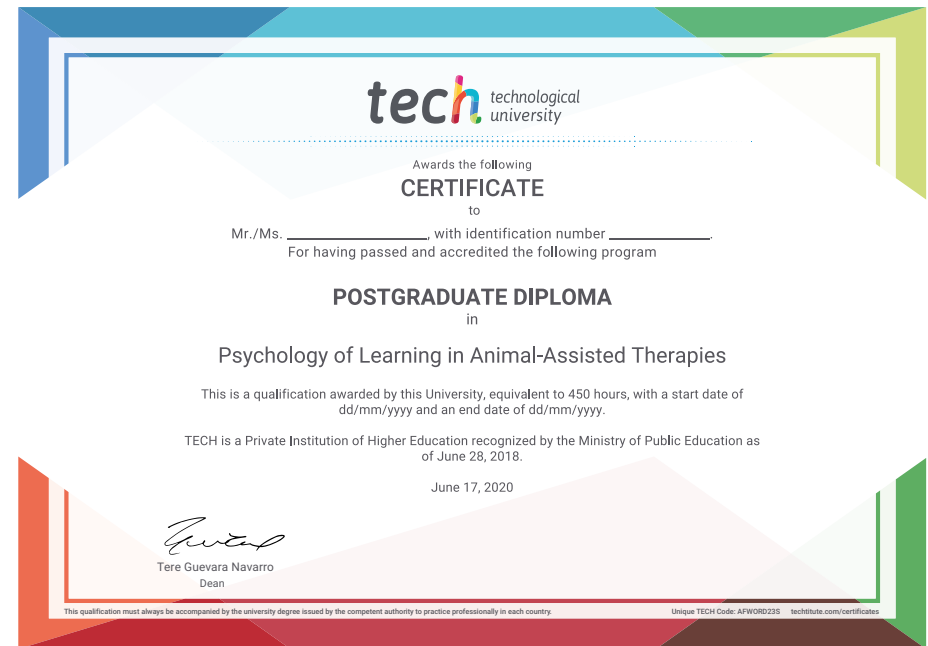 tech technological
university
Awards the following
CERTIFICATE
to
Mr./Ms. ____________________, with identification number ______________.
For having passed and accredited the following program
POSTGRADUATE DIPLOMA
in
Psychology of Learning in Animal-Assisted Therapies
This is a qualification awarded by this University, equivalent to 450 hours, with a start date of
dd/mm/yyyy and an end date of dd/mm/yyyy.
TECH is a Private Institution of Higher Education recognized by the Ministry of Public Education as
of June 28, 2018.
June 17, 2020
Tere Guevara Navarro
Dean
This qualification must always be accompanied by the university degree issued by the competent authority to practice professionally in each country.
Unique TECH Code: AFWORD23S techtitute.com/certificates